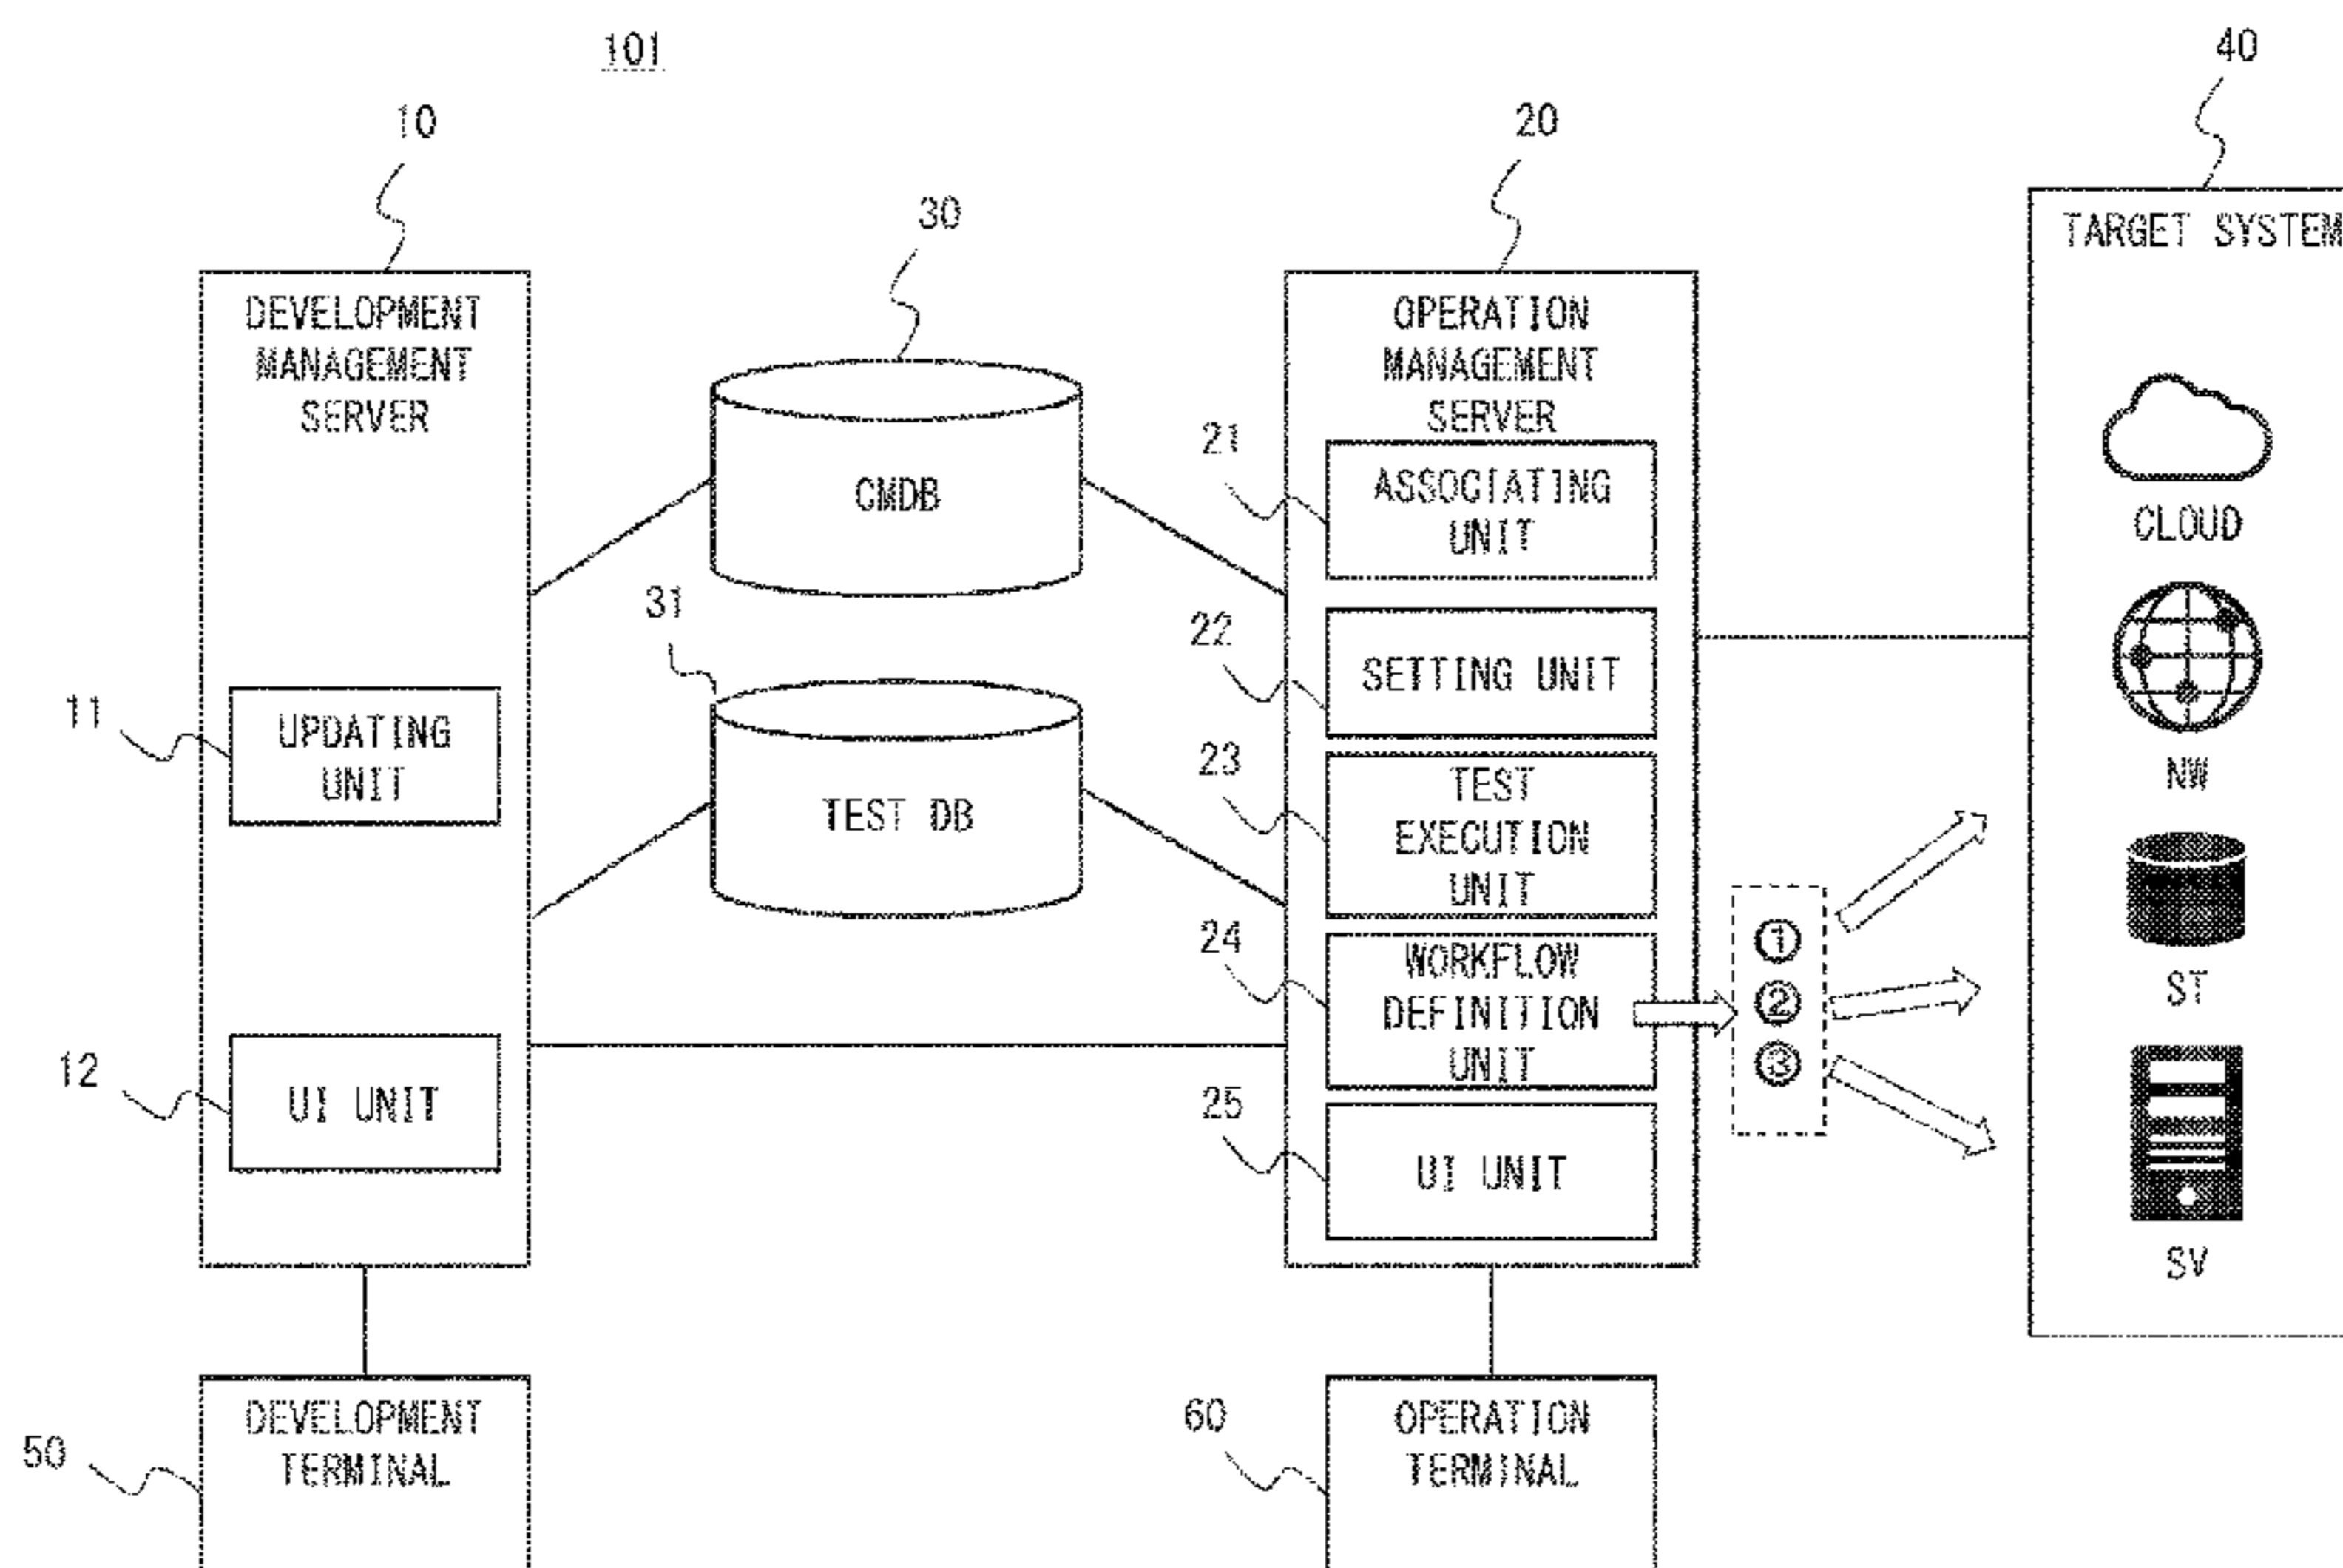 101
10
20
40
30
DEVELOPMENT
MANAGEMENT
SERVER
11
UPDATING
UNIT
12
UI UNIT
CMDB
31
TEST DB
OPERATION
MANAGEMENT
SERVER
21
ASSOCIATING
UNIT
22
SETTING UNIT
23
TEST
EXECUTION
UNIT
24
WORKFLOW
DEFINITION
UNIT
25
UI UNIT
①
②
③
TARGET SYSTEM
CLOUD
NW
ST
SV
50
DEVELOPMENT
TERMINAL
60
OPERATION
TERMINAL